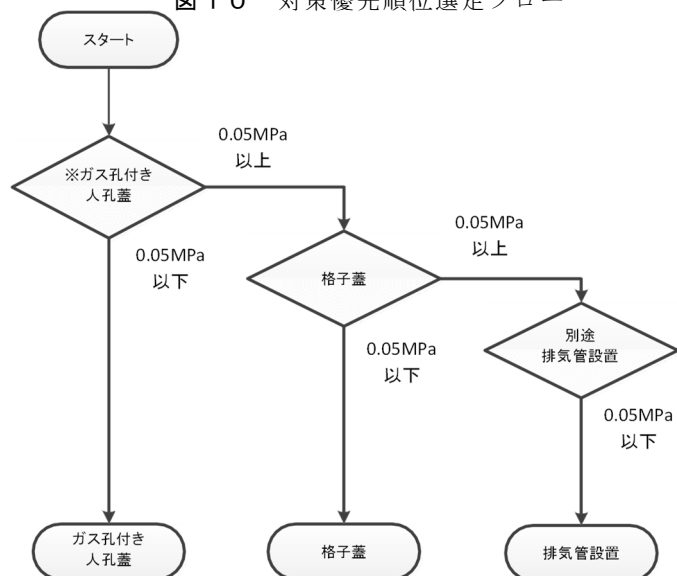 図10 対策優先順位選定フロー
スタート
0.05MPa
以上
※ガス孔付き
人孔蓋
0.05MPa
以上
0.05MPa
以下
格子蓋
別途
排気管設置
0.05MPa
以下
0.05MPa
以下
ガス孔付き
人孔蓋
格子蓋
排気管設置